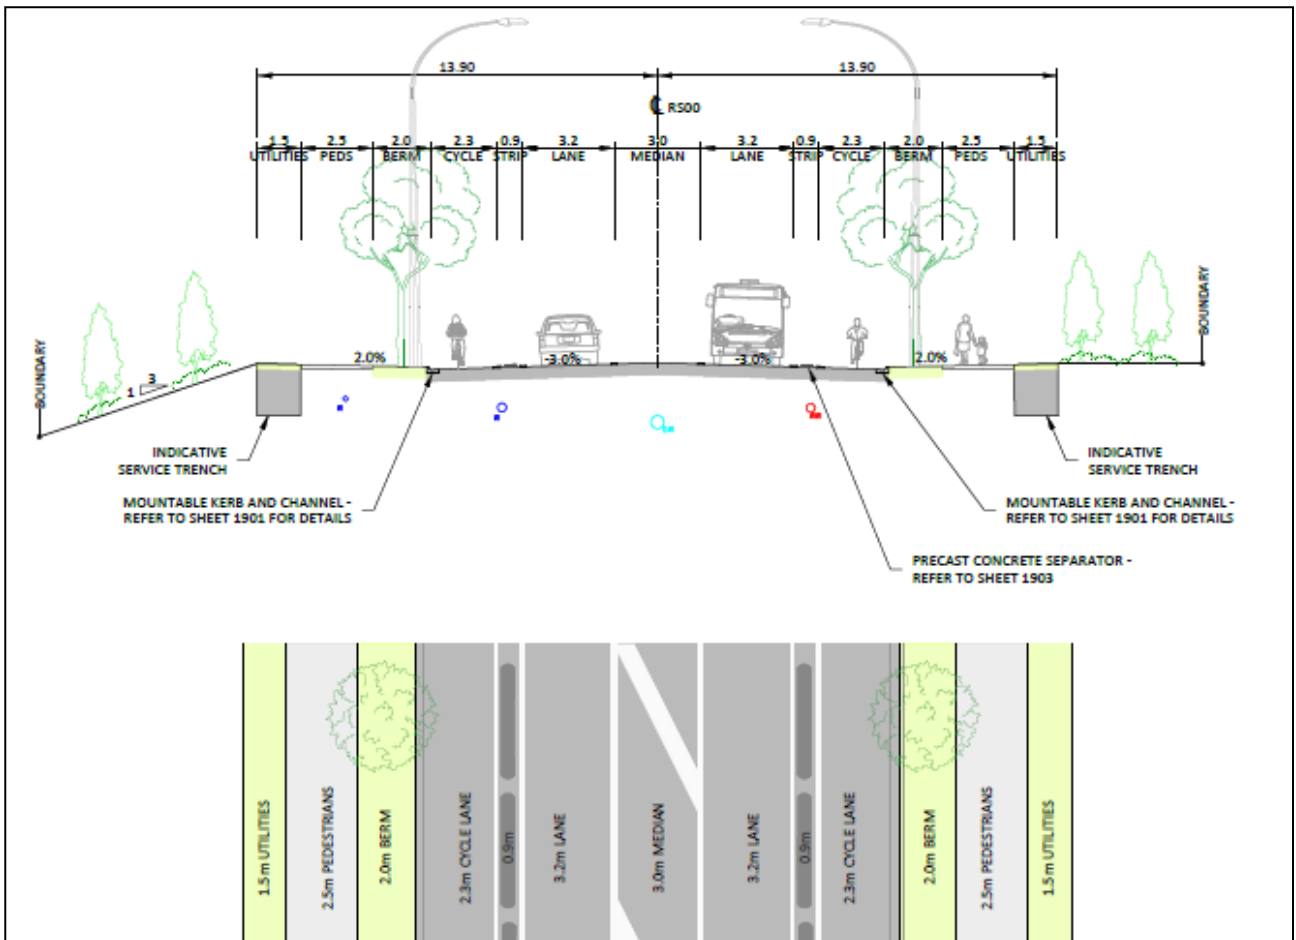 13.90 13.90
℄ RS00
1.5 2.5 2.0 2.3 0.9 3.2 3.0 3.2 0.9 2.3 2.0 2.5 1.5
UTILITIES PEDS BERM CYCLE STRIP LANE MEDIAN LANE STRIP CYCLE BERM PEDS UTILITIES
BOUNDARY
BOUNDARY
2.0% -3.0% -3.0% 2.0%
3
1
INDICATIVE
SERVICE TRENCH
INDICATIVE
SERVICE TRENCH
MOUNTABLE KERB AND CHANNEL -
REFER TO SHEET 1901 FOR DETAILS
MOUNTABLE KERB AND CHANNEL -
REFER TO SHEET 1901 FOR DETAILS
PRECAST CONCRETE SEPARATOR -
REFER TO SHEET 1903
1.5m UTILITIES
2.5m PEDESTRIANS
2.0m BERM
2.3m CYCLE LANE
0.9m
3.2m LANE
3.0m MEDIAN
3.2m LANE
0.9m
2.3m CYCLE LANE
2.0m BERM
2.5m PEDESTRIANS
1.5m UTILITIES